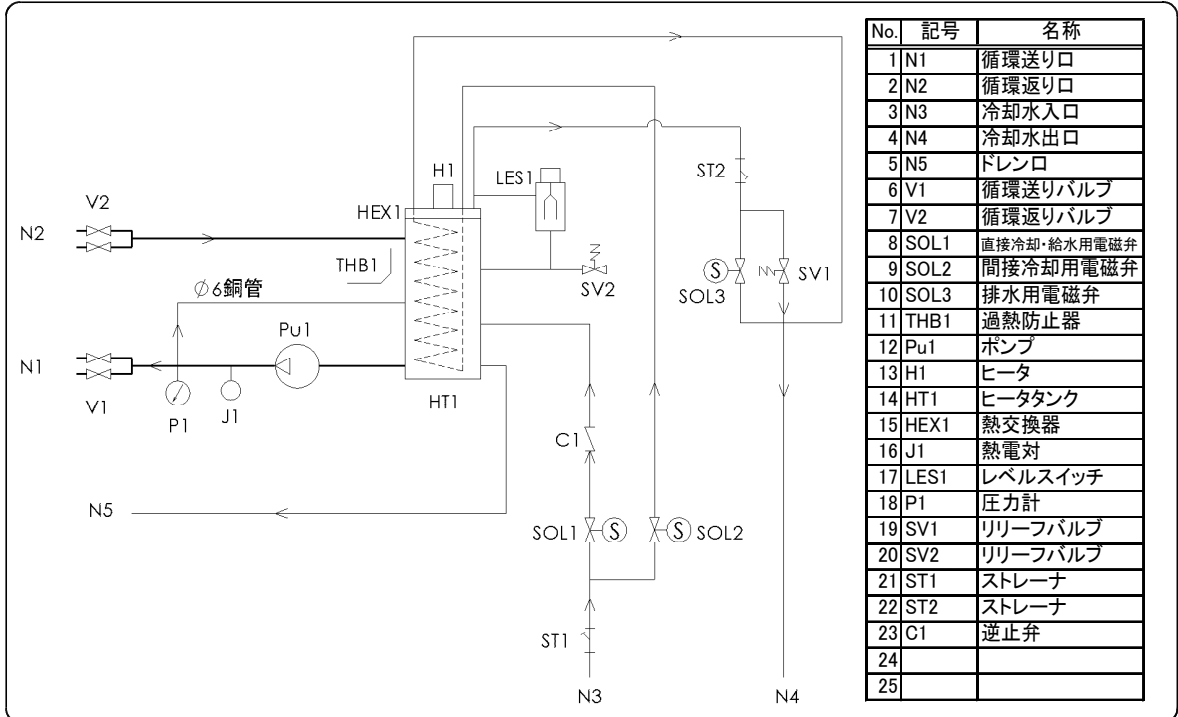 H1
LES1
ST2
V2
HEX1
N2
THB1
SV2
S
SOL3
SV1
∅6銅管
Pu1
N1
V1
P1
J1
HT1
C1
N5
SOL1
S
S
SOL2
ST1
N3
N4
No. 記号 名称
1 N1 循環送り口
2 N2 循環返り口
3 N3 冷却水入口
4 N4 冷却水出口
5 N5 ドレン口
6 V1 循環送りバルブ
7 V2 循環返りバルブ
8 SOL1 直接冷却・給水用電磁弁
9 SOL2 間接冷却用電磁弁
10 SOL3 排水用電磁弁
11 THB1 過熱防止器
12 Pu1 ポンプ
13 H1 ヒータ
14 HT1 ヒータタンク
15 HEX1 熱交換器
16 J1 熱電対
17 LES1 レベルスイッチ
18 P1 圧力計
19 SV1 リリーフバルブ
20 SV2 リリーフバルブ
21 ST1 ストレーナ
22 ST2 ストレーナ
23 C1 逆止弁
24
25